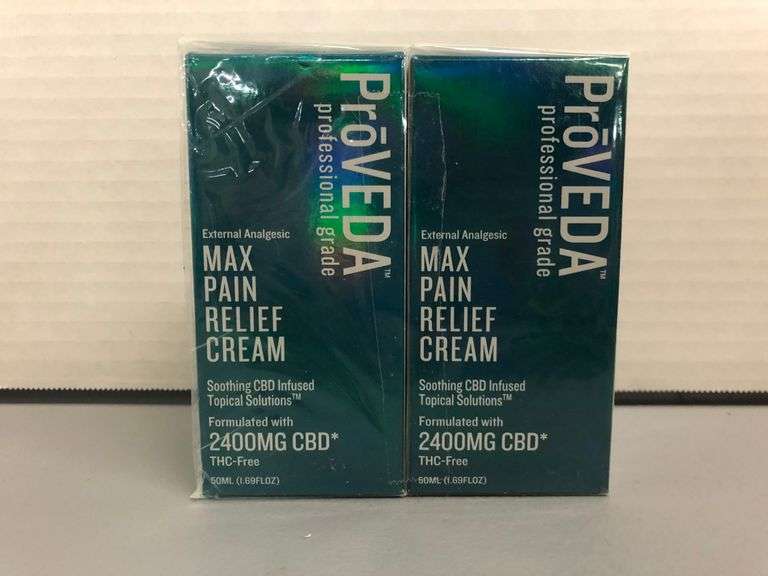 PrōVEDA™
professional grade
External Analgesic
MAX
PAIN
RELIEF
CREAM
Soothing CBD Infused
Topical Solutions™
Formulated with
2400MG CBD*
THC-Free
50ML (1.69FLOZ)
PrōVEDA™
professional grade
External Analgesic
MAX
PAIN
RELIEF
CREAM
Soothing CBD Infused
Topical Solutions™
Formulated with
2400MG CBD*
THC-Free
50ML (1.69FLOZ)